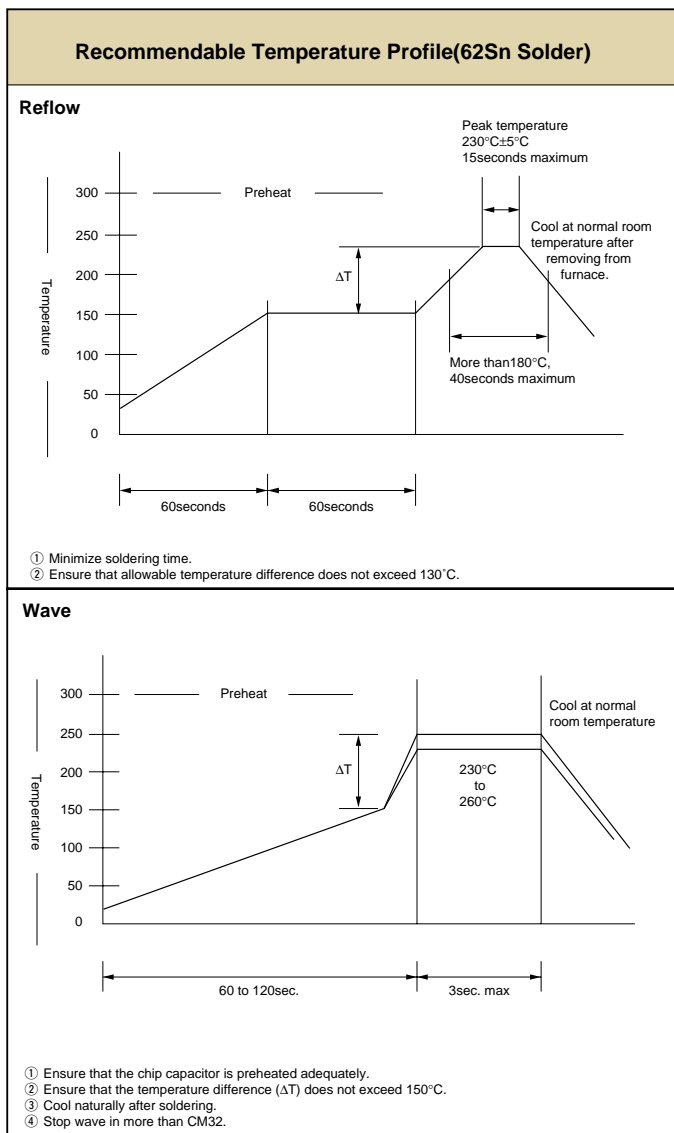 Recommendable Temperature Profile(62Sn Solder)
Reflow
Peak temperature
230°C±5°C
15seconds maximum
300
Preheat
250
Cool at normal room
temperature after
removing from
furnace.
200
ΔT
Temperature
150
100
More than180°C,
40seconds maximum
50
0
60seconds
60seconds
① Minimize soldering time.
② Ensure that allowable temperature difference does not exceed 130˚C.
Wave
300
Preheat
Cool at normal
room temperature
250
ΔT
230°C
to
260°C
200
Temperature
150
100
50
0
60 to 120sec.
3sec. max
① Ensure that the chip capacitor is preheated adequately.
② Ensure that the temperature difference (ΔT) does not exceed 150°C.
③ Cool naturally after soldering.
④ Stop wave in more than CM32.